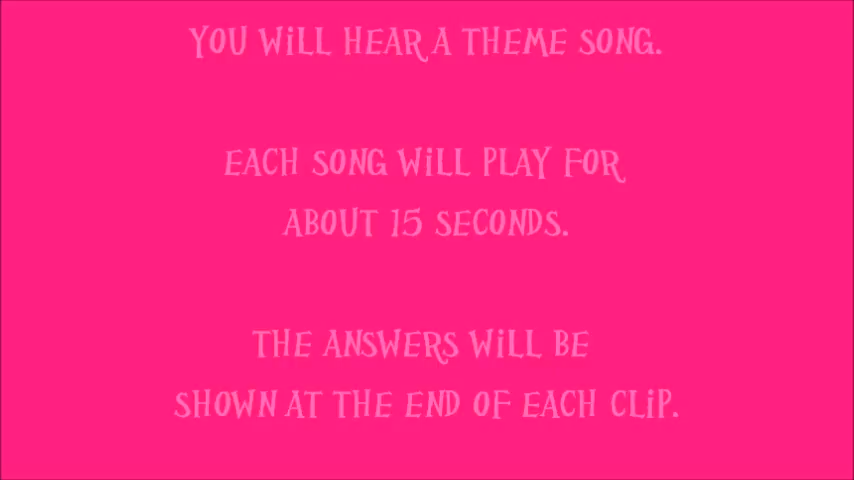 YOU WiLL HEAR A THEME SONG.
EACH SONG WiLL PLAY FOR
ABOUT 15 SECONDS.
THE ANSWERS WiLL BE
SHOWN AT THE END OF EACH CLiP.